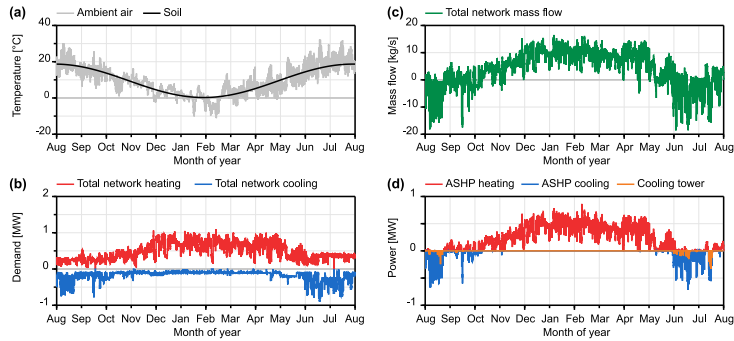 (a)
Ambient air
Soil
40
20
0
-20
Temperature [°C]
Aug Sep Oct Nov Dec Jan Feb Mar Apr May Jun Jul Aug
Month of year
(c)
Total network mass flow
20
10
0
-10
-20
Mass flow [kg/s]
Aug Sep Oct Nov Dec Jan Feb Mar Apr May Jun Jul Aug
Month of year
(b)
Total network heating
Total network cooling
2
1
0
-1
Demand [MW]
Aug Sep Oct Nov Dec Jan Feb Mar Apr May Jun Jul Aug
Month of year
(d)
ASHP heating
ASHP cooling
Cooling tower
1
0
-1
Power [MW]
Aug Sep Oct Nov Dec Jan Feb Mar Apr May Jun Jul Aug
Month of year